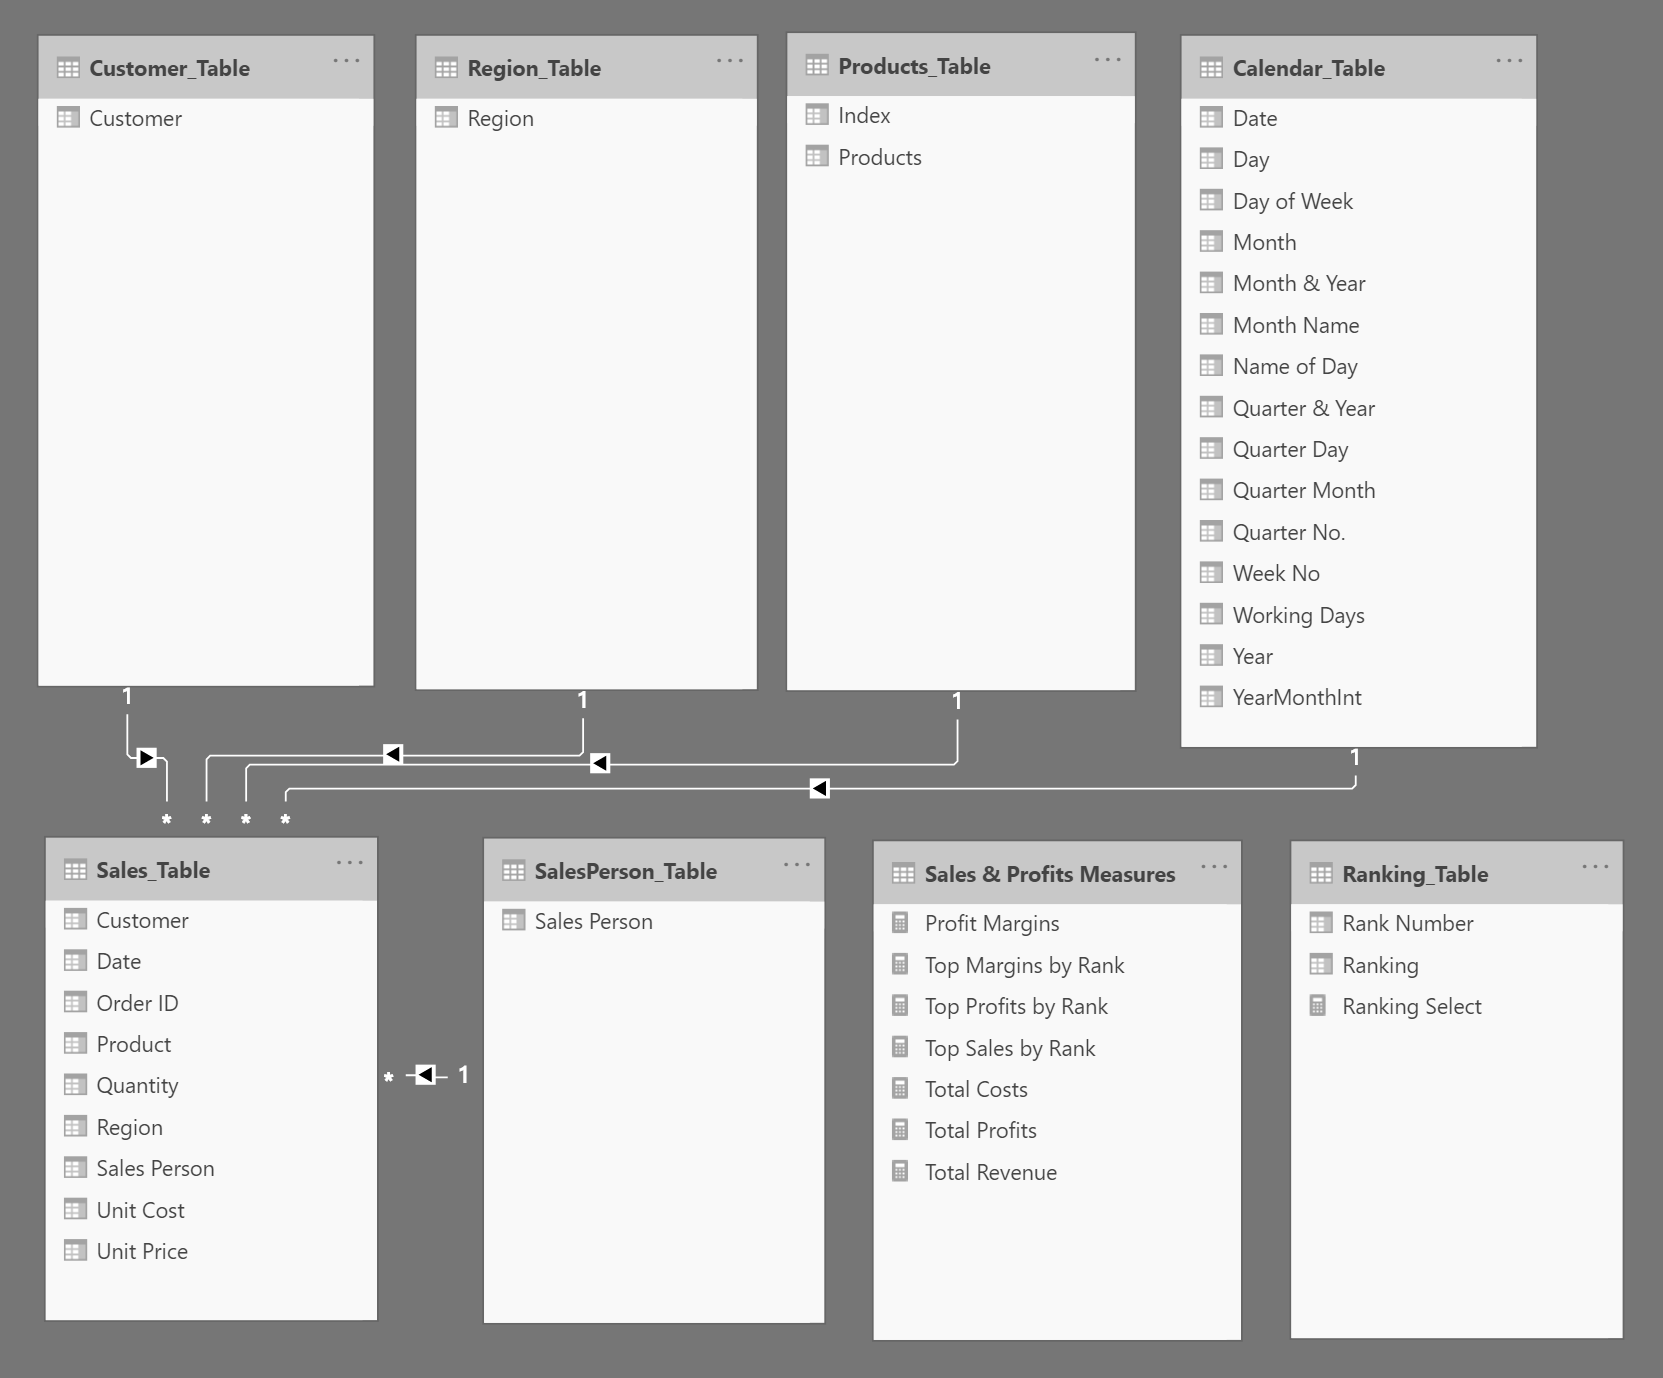 Customer_Table
Customer
Region_Table
Region
Products_Table
Index
Products
Calendar_Table
Date
Day
Day of Week
Month
Month & Year
Month Name
Name of Day
Quarter & Year
Quarter Day
Quarter Month
Quarter No.
Week No
Working Days
Year
YearMonthInt
1
1
1
1
*
*
*
*
Sales_Table
Customer
Date
Order ID
Product
Quantity
Region
Sales Person
Unit Cost
Unit Price
* 1
SalesPerson_Table
Sales Person
Sales & Profits Measures
Profit Margins
Top Margins by Rank
Top Profits by Rank
Top Sales by Rank
Total Costs
Total Profits
Total Revenue
Ranking_Table
Rank Number
Ranking
Ranking Select